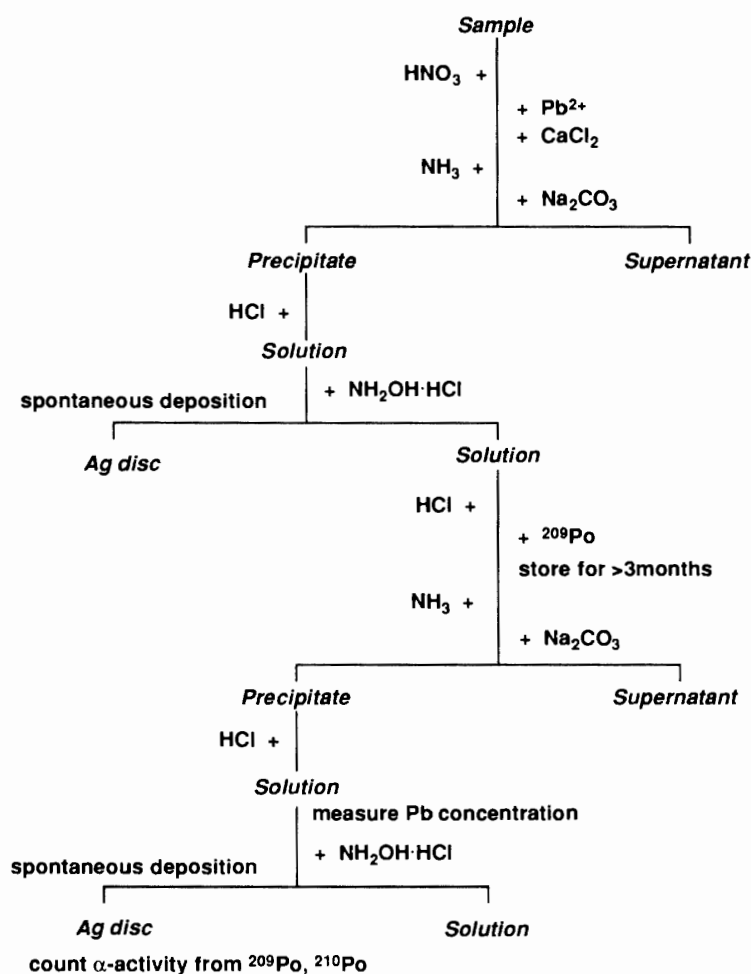 Sample
HNO₃ +
+ Pb²⁺
+ CaCl₂
NH₃ +
+ Na₂CO₃
Precipitate
Supernatant
HCl +
Solution
+ NH₂OH·HCl
spontaneous deposition
Ag disc
Solution
HCl +
+ ²⁰⁹Po
store for >3months
NH₃ +
+ Na₂CO₃
Precipitate
Supernatant
HCl +
Solution
measure Pb concentration
+ NH₂OH·HCl
spontaneous deposition
Ag disc
Solution
count α-activity from ²⁰⁹Po, ²¹⁰Po